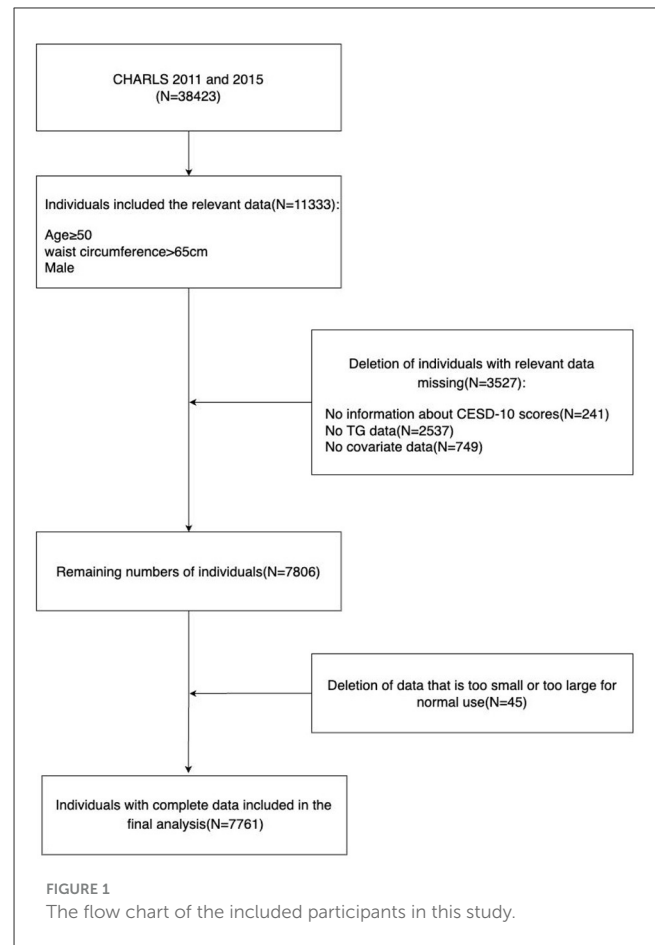 CHARLS 2011 and 2015
(N=38423)
Individuals included the relevant data(N=11333):
Age≥50
waist circumference>65cm
Male
Deletion of individuals with relevant data
missing(N=3527):
No information about CESD-10 scores(N=241)
No TG data(N=2537)
No covariate data(N=749)
Remaining numbers of individuals(N=7806)
Deletion of data that is too small or too large for
normal use(N=45)
Individuals with complete data included in the
final analysis(N=7761)
FIGURE 1
The flow chart of the included participants in this study.